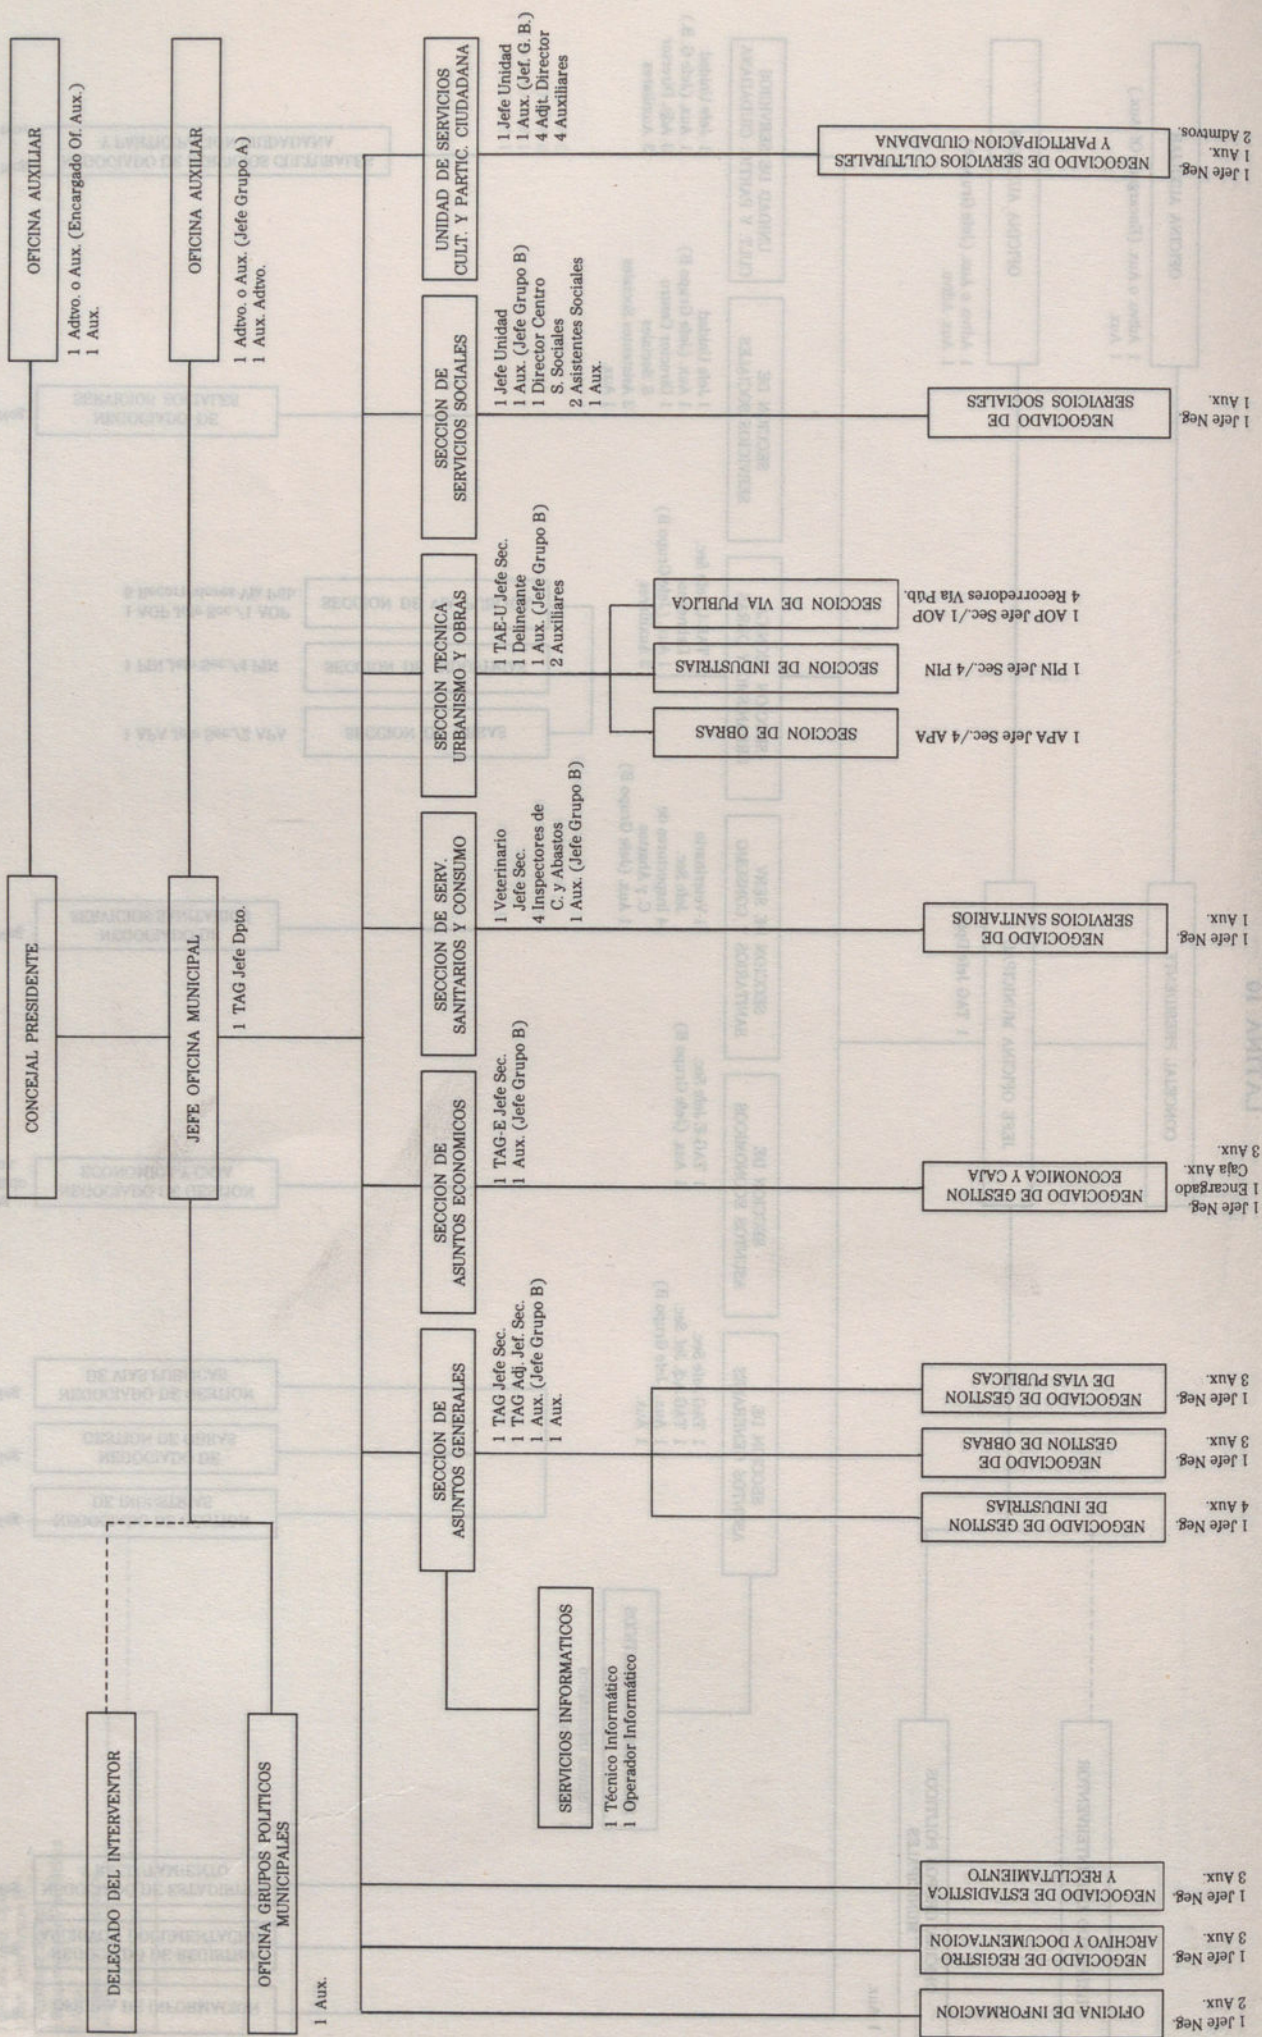 CONCEJAL PRESIDENTE
OFICINA AUXILIAR
1 Adtvo. o Aux. (Encargado Of. Aux.)
1 Aux.
DELEGADO DEL INTERVENTOR
JEFE OFICINA MUNICIPAL
1 TAG Jefe Dpto.
OFICINA AUXILIAR
1 Adtvo. o Aux. (Jefe Grupo A)
1 Aux. Adtvo.
OFICINA GRUPOS POLITICOS
MUNICIPALES
1 Aux.
SECCION DE
ASUNTOS GENERALES
1 TAG Jefe Sec.
1 TAG Adj. Jef. Sec.
1 Aux. (Jefe Grupo B)
1 Aux.
SECCION DE
ASUNTOS ECONOMICOS
1 TAG-E Jefe Sec.
1 Aux. (Jefe Grupo B)
SECCION DE SERV.
SANITARIOS Y CONSUMO
1 Veterinario
Jefe Sec.
4 Inspectores de
C. y Abastos
1 Aux. (Jefe Grupo B)
SECCION TECNICA
URBANISMO Y OBRAS
1 TAE-U Jefe Sec.
1 Delineante
1 Aux. (Jefe Grupo B)
2 Auxiliares
SECCION DE
SERVICIOS SOCIALES
1 Jefe Unidad
1 Aux. (Jefe Grupo B)
1 Director Centro
S. Sociales
2 Asistentes Sociales
1 Aux.
UNIDAD DE SERVICIOS
CULT. Y PARTIC. CIUDADANA
1 Jefe Unidad
1 Aux. (Jef. G. B.)
4 Adjt. Director
4 Auxiliares
SERVICIOS INFORMATICOS
1 Técnico Informático
1 Operador Informático
SECCION DE OBRAS
1 APA Jefe Sec./4 APA
SECCION DE INDUSTRIAS
1 PIN Jefe Sec./4 PIN
SECCION DE VIA PUBLICA
1 AOP Jefe Sec./1 AOP
4 Recorredores Vía Púb.
OFICINA DE INFORMACION
1 Jefe Neg.
2 Aux.
NEGOCIADO DE REGISTRO
ARCHIVO Y DOCUMENTACION
1 Jefe Neg.
3 Aux.
NEGOCIADO DE ESTADISTICA
Y RECLUTAMIENTO
1 Jefe Neg.
3 Aux.
NEGOCIADO DE GESTION
DE INDUSTRIAS
1 Jefe Neg.
4 Aux.
NEGOCIADO DE
GESTION DE OBRAS
1 Jefe Neg.
3 Aux.
NEGOCIADO DE GESTION
DE VIAS PUBLICAS
1 Jefe Neg.
3 Aux.
NEGOCIADO DE GESTION
ECONOMICA Y CAJA
1 Jefe Neg.
1 Encargado
Caja Aux.
3 Aux.
NEGOCIADO DE
SERVICIOS SANITARIOS
1 Jefe Neg.
1 Aux.
NEGOCIADO DE
SERVICIOS SOCIALES
1 Jefe Neg.
1 Aux.
NEGOCIADO DE SERVICIOS CULTURALES
Y PARTICIPACION CIUDADANA
1 Jefe Neg.
1 Aux.
2 Admtvos.